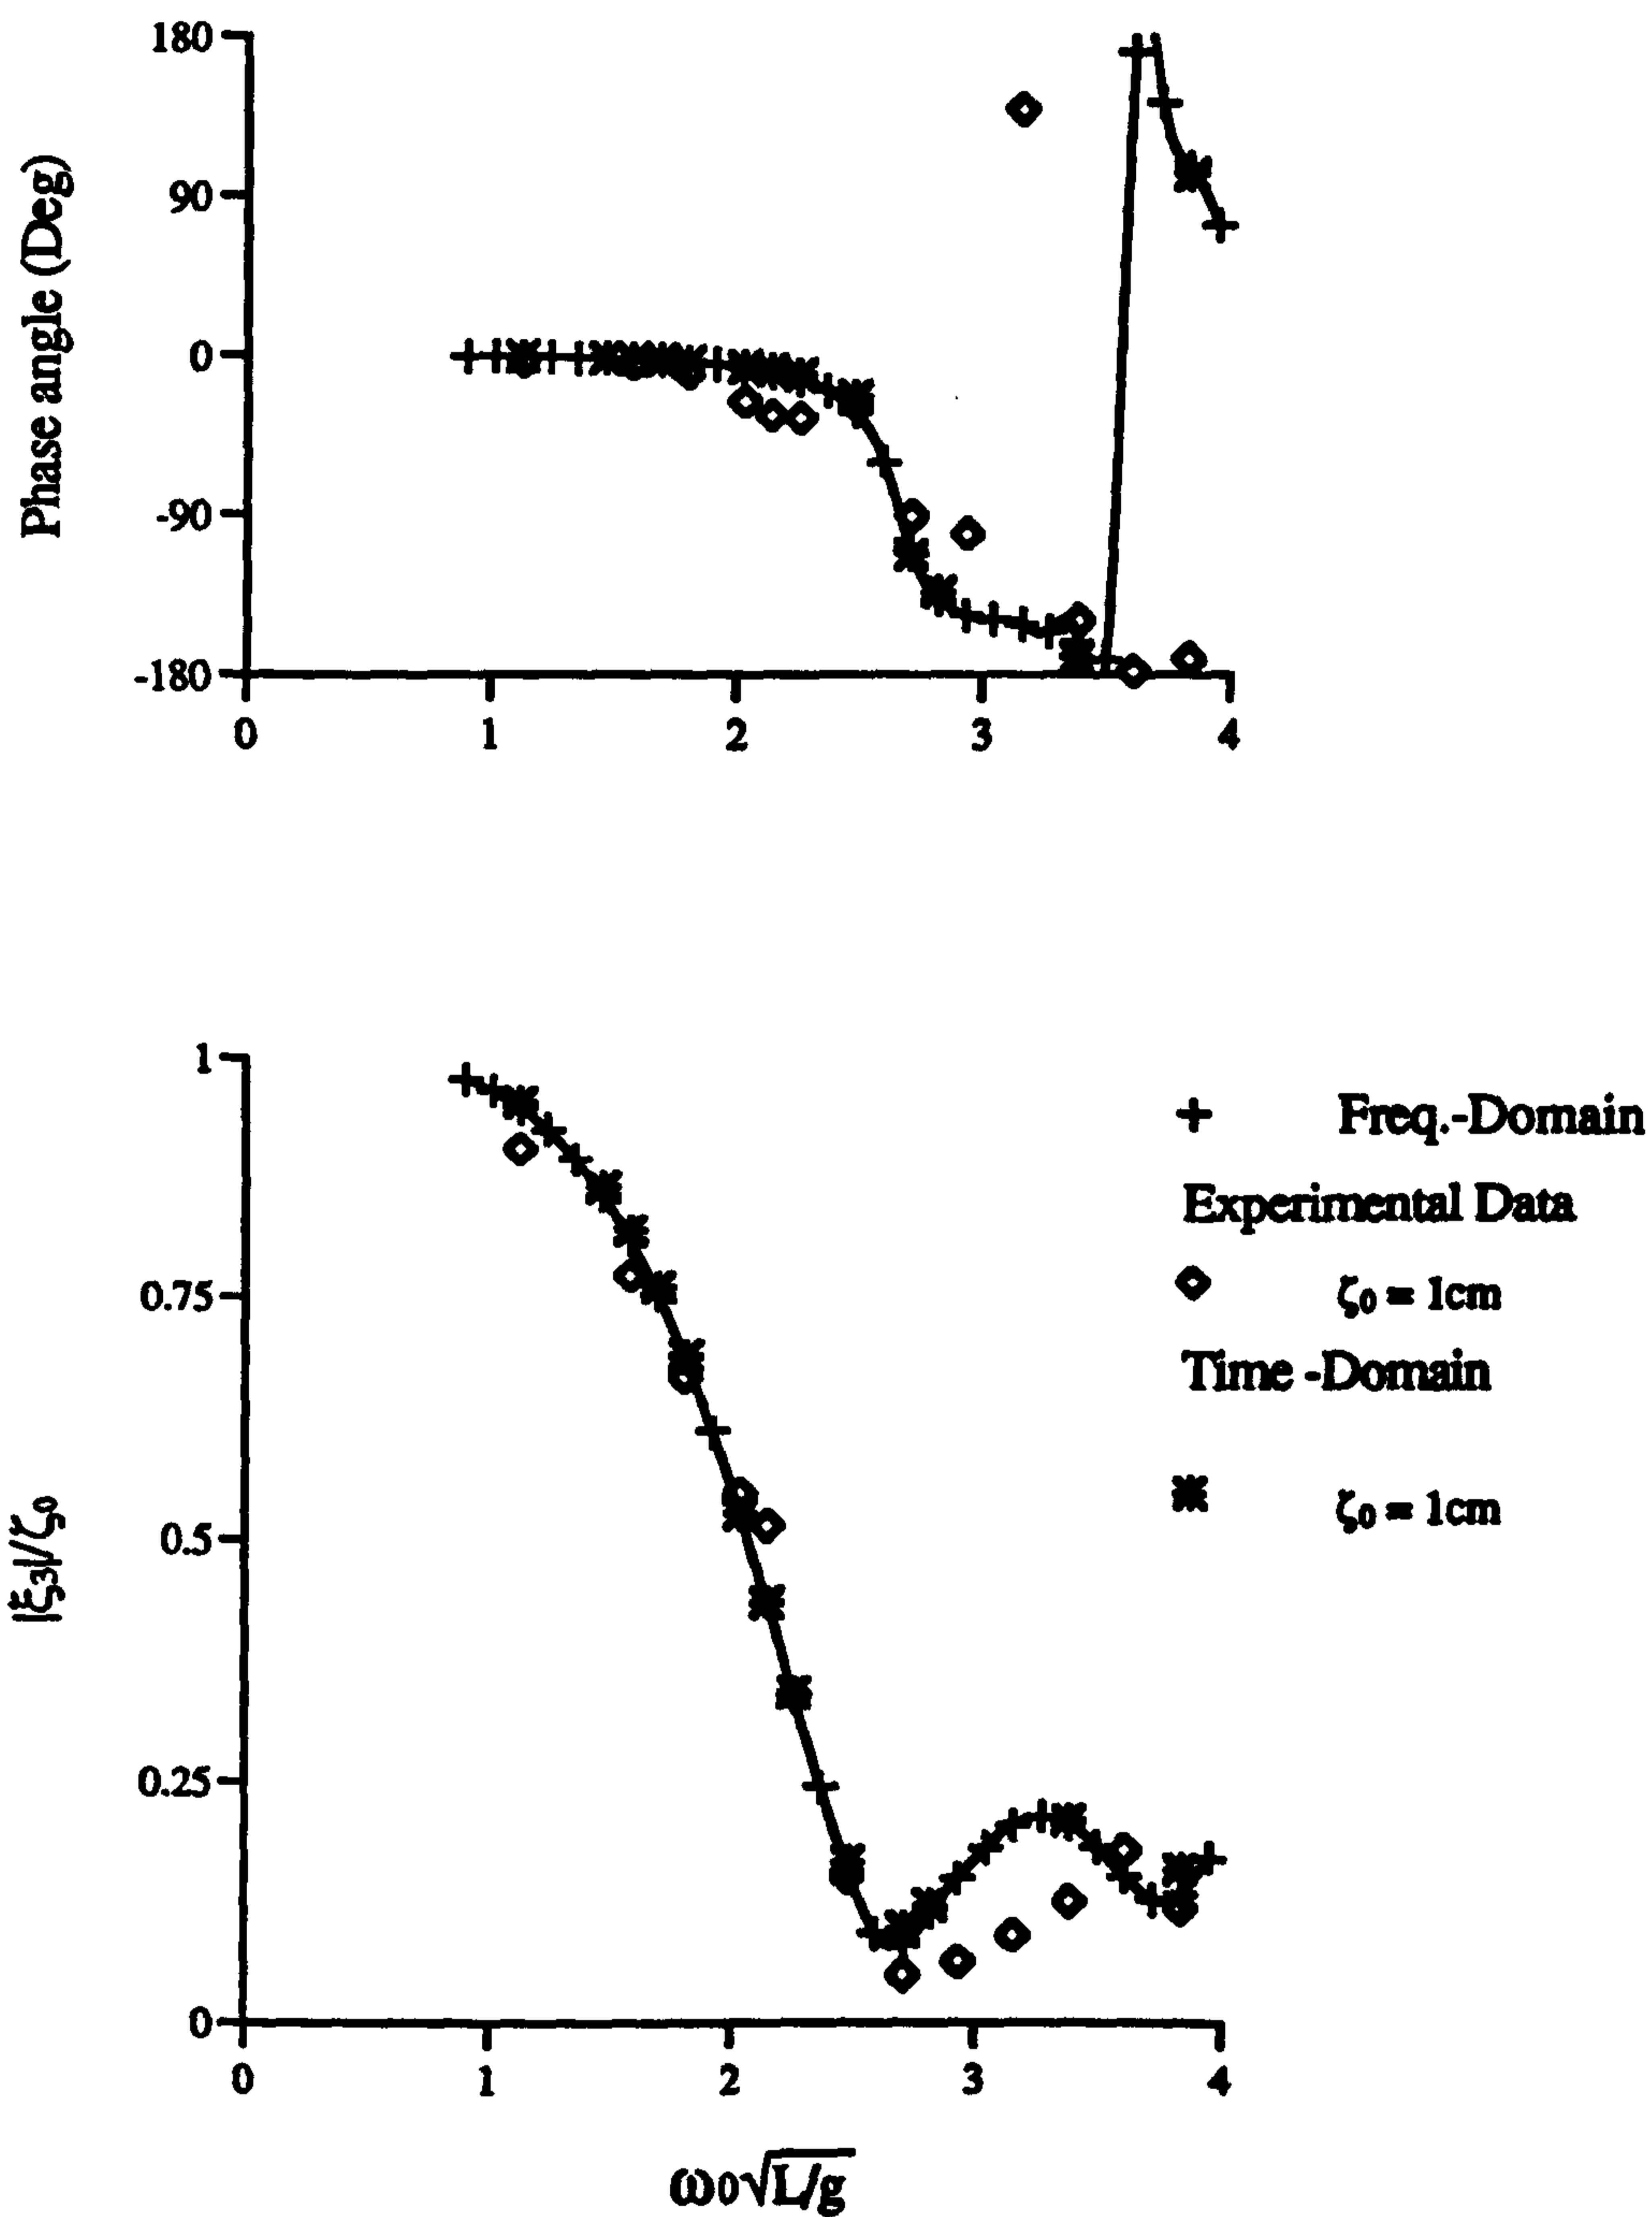 180
90
0
-90
-180
Phase angle (Deg)
0
1
2
3
4
1
0.75
0.5
0.25
0
|ξ₃|/ζ₀
0
1
2
3
4
ω₀√L/g
Freq.-Domain
Experimental Data
ζ₀ = 1cm
Time -Domain
ζ₀ = 1cm